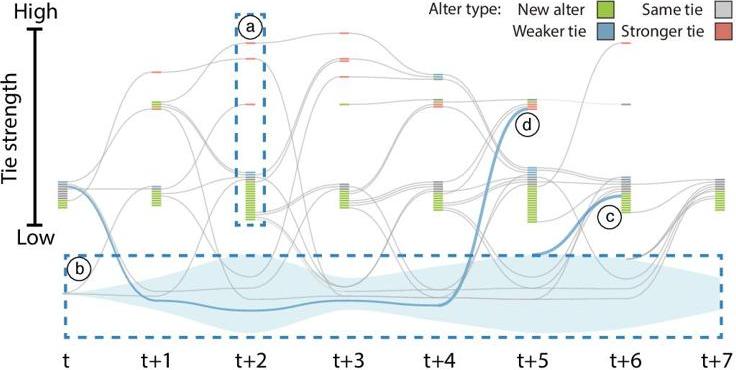 High
Alter type: New alter Same tie
Weaker tie Stronger tie
a
Tie strength
d
c
Low
b
t t+1 t+2 t+3 t+4 t+5 t+6 t+7